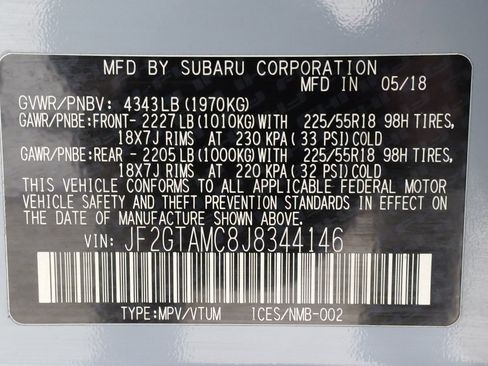 MFD BY SUBARU CORPORATION
MFD IN 05/18
GVWR/PNBV: 4343LB(1970KG)
GAWR/PNBE:FRONT- 2227LB(1010KG)WITH 225/55R18 98H TIRES,
18X7J RIMS AT 230 KPA(33 PSI)COLD
GAWR/PNBE:REAR - 2205LB(1000KG)WITH 225/55R18 98H TIRES,
18X7J RIMS AT 220 KPA(32 PSI)COLD
THIS VEHICLE CONFORMS TO ALL APPLICABLE FEDERAL MOTOR
VEHICLE SAFETY AND THEFT PREVENTION STANDARDS IN EFFECT
ON THE DATE OF MANUFACTURE SHOWN ABOVE.
VIN: JF2GTAMC8J8344146
TYPE:MPV/VTUM ICES/NMB-002